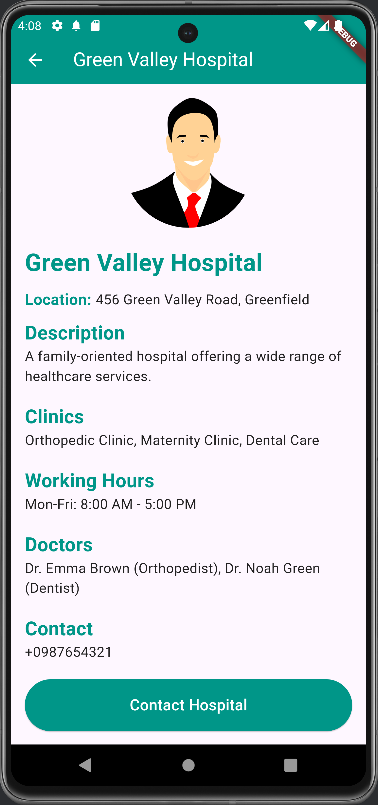 4:08
DEBUG
Green Valley Hospital
Green Valley Hospital
Location: 456 Green Valley Road, Greenfield
Description
A family-oriented hospital offering a wide range of
healthcare services.
Clinics
Orthopedic Clinic, Maternity Clinic, Dental Care
Working Hours
Mon-Fri: 8:00 AM - 5:00 PM
Doctors
Dr. Emma Brown (Orthopedist), Dr. Noah Green
(Dentist)
Contact
+0987654321
Contact Hospital